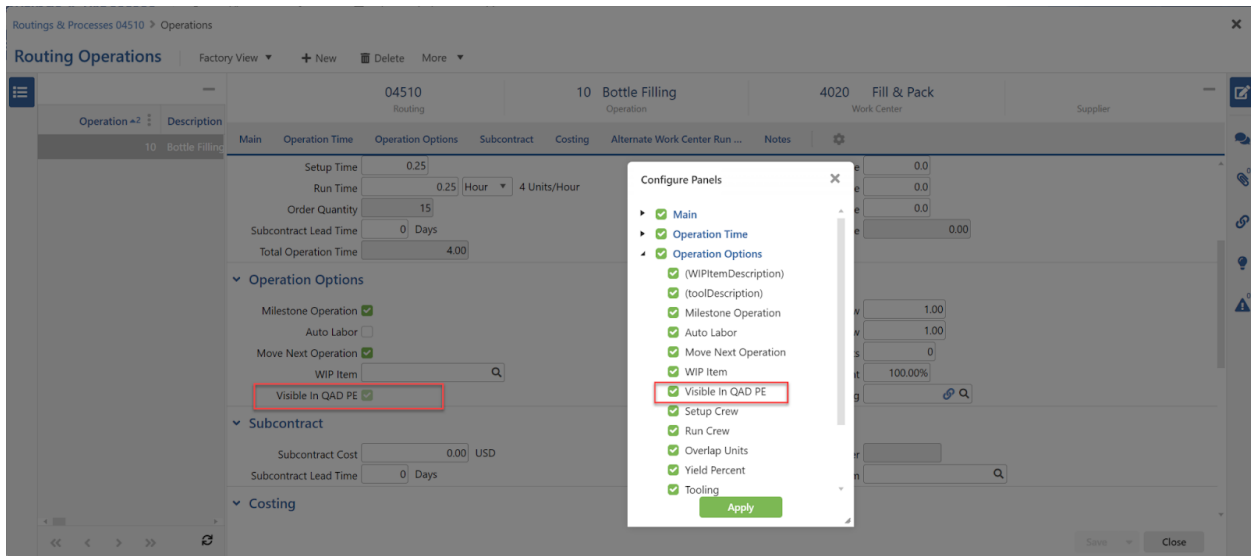 Routings & Processes 04510 > Operations
Routing Operations Factory View + New Delete More
04510 10 Bottle Filling 4020 Fill & Pack
Routing Operation Work Center Supplier
Operation 2 Description
10 Bottle Filling
Main Operation Time Operation Options Subcontract Costing Alternate Work Center Run ... Notes
Setup Time 0.25
Run Time 0.25 Hour 4 Units/Hour
Order Quantity 15
Subcontract Lead Time 0 Days
Total Operation Time 4.00
e 0.0
e 0.0
e 0.0
e 0.00
Operation Options
Milestone Operation
Auto Labor
Move Next Operation
WIP Item
Visible In QAD PE
w 1.00
w 1.00
s 0
t 100.00%
g
Subcontract
Subcontract Cost 0.00 USD
Subcontract Lead Time 0 Days
er
n
Costing
Configure Panels
Main
Operation Time
Operation Options
(WIPItemDescription)
(toolDescription)
Milestone Operation
Auto Labor
Move Next Operation
WIP Item
Visible In QAD PE
Setup Crew
Run Crew
Overlap Units
Yield Percent
Tooling
Apply
Save Close